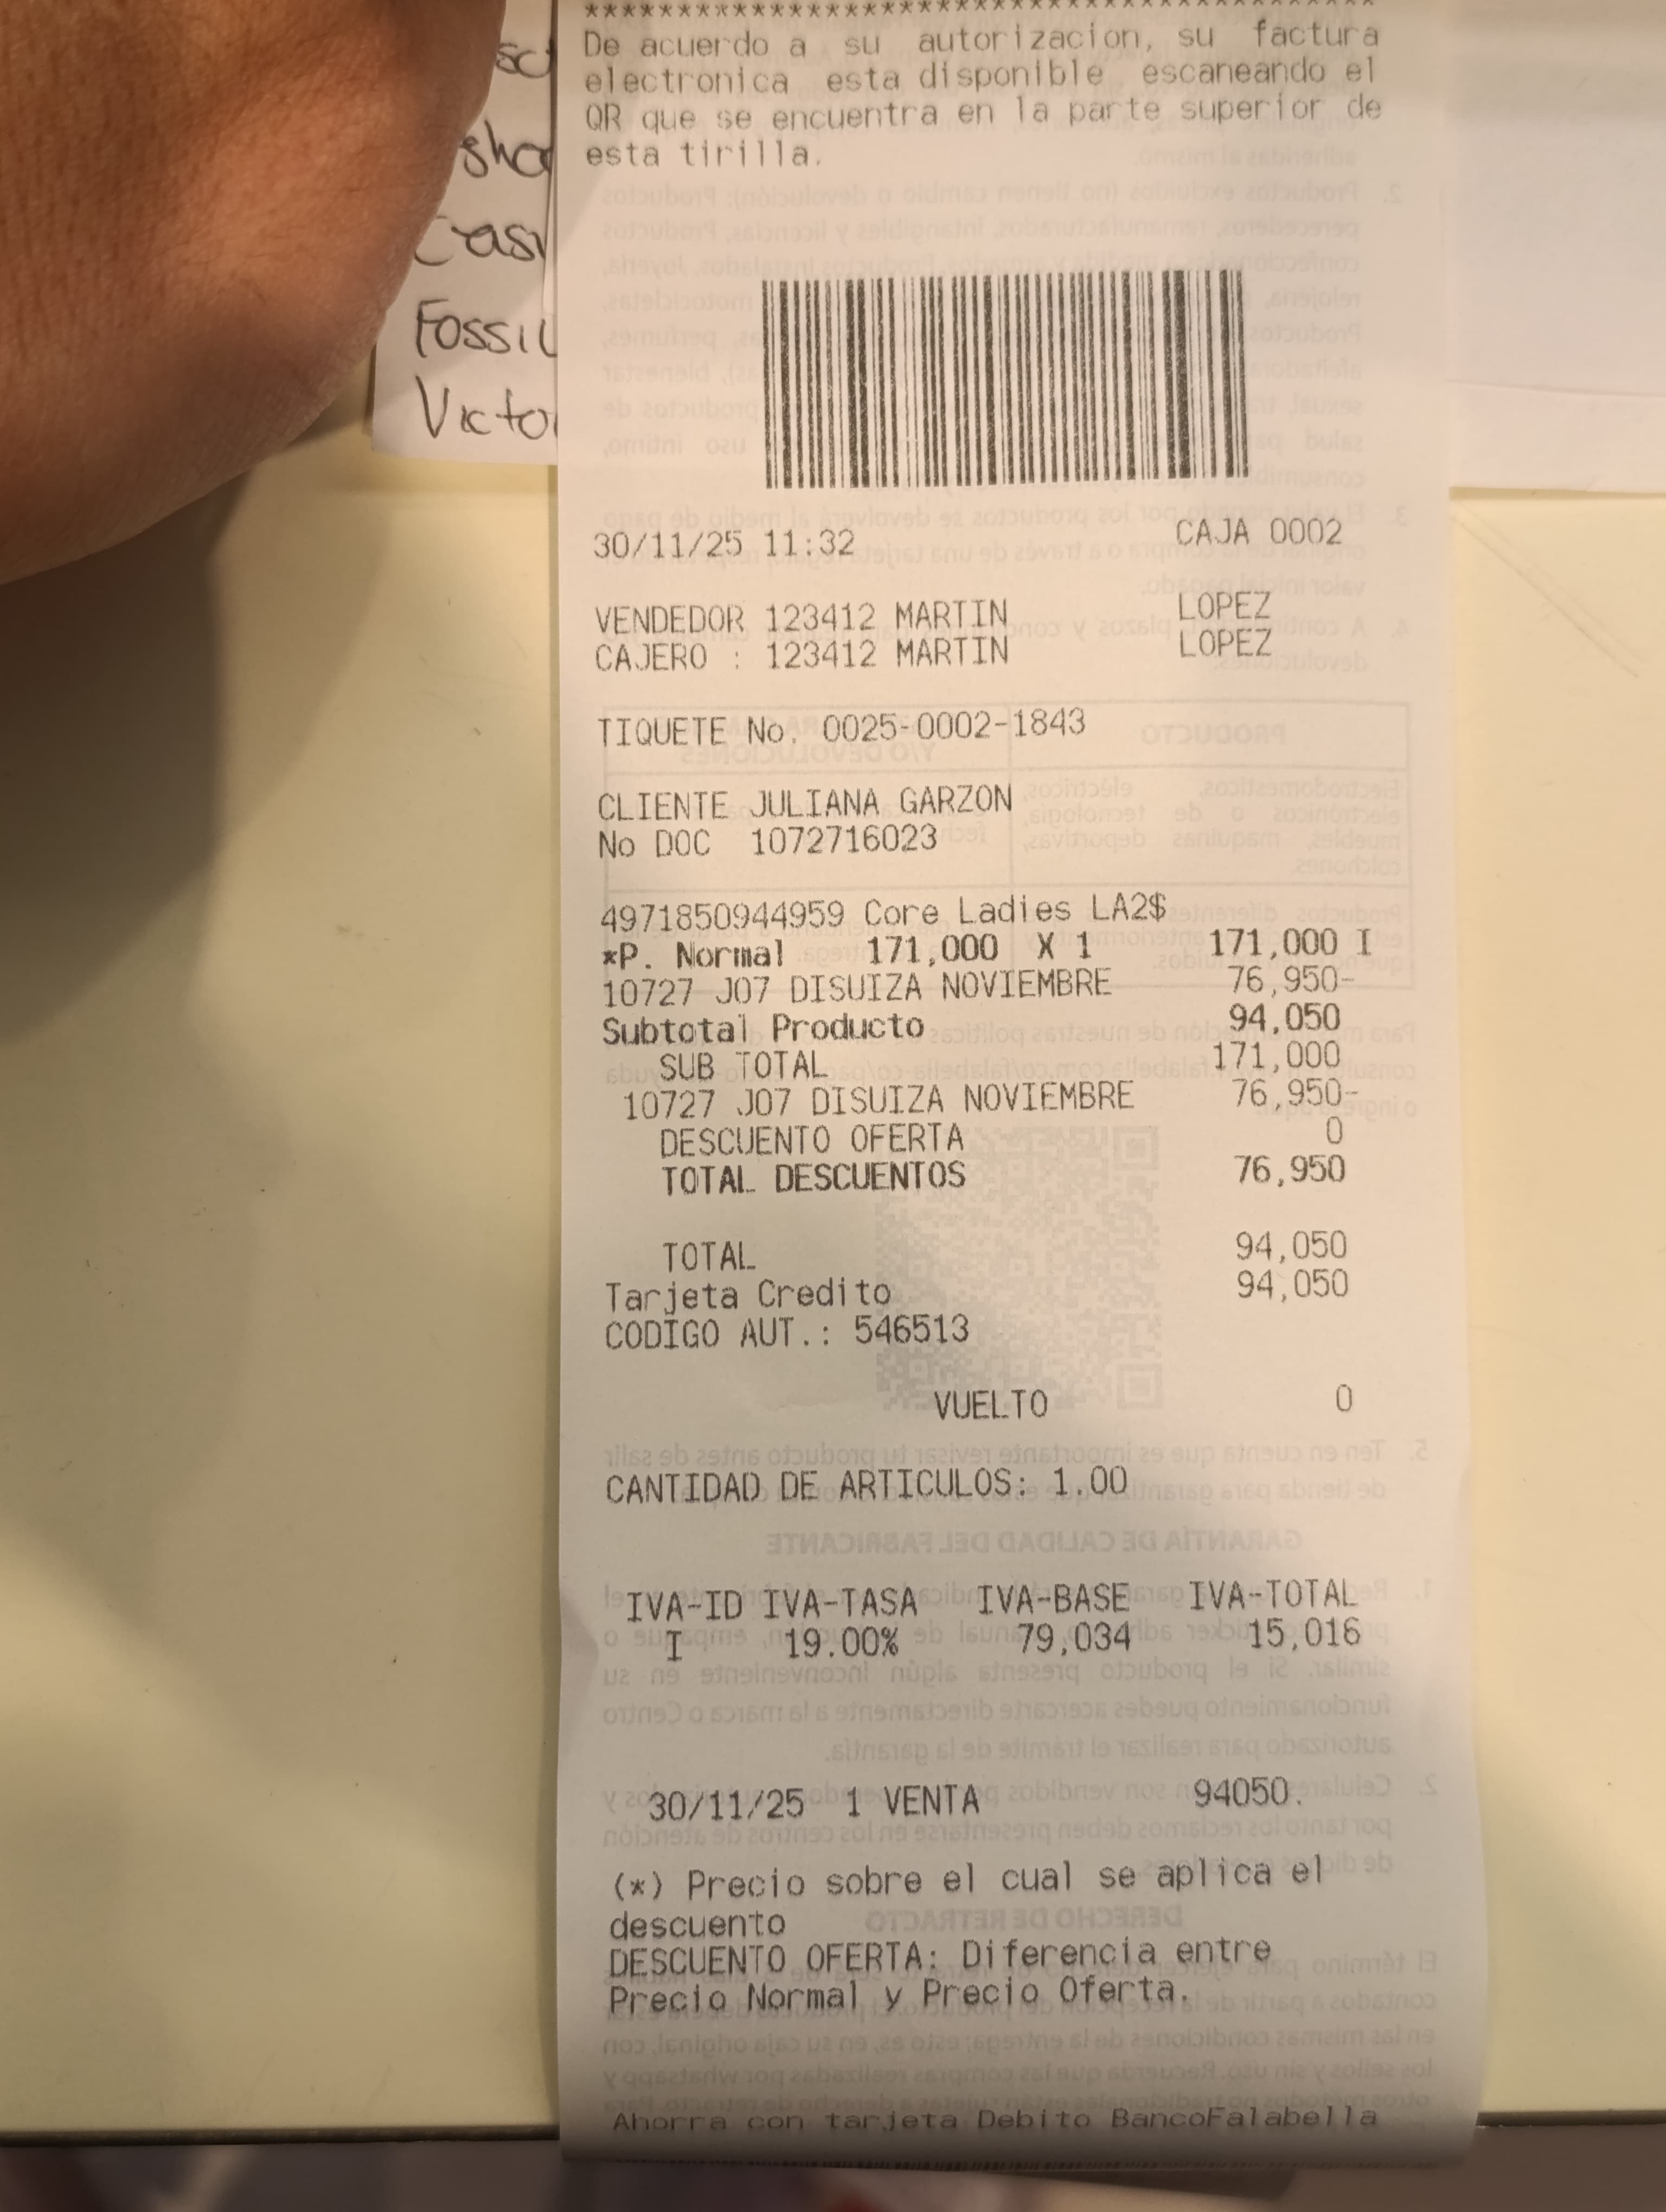 ****************************************
De acuerdo a su autorizacion, su factura
electronica esta disponible escaneando el
QR que se encuentra en la parte superior de
esta tirilla.
Fossil
30/11/25 11:32 CAJA 0002
VENDEDOR 123412 MARTIN LOPEZ
CAJERO : 123412 MARTIN LOPEZ
TIQUETE No. 0025-0002-1843
CLIENTE JULIANA GARZON
No DOC 1072716023
4971850944959 Core Ladies LA2$
*P. Normal 171,000 X 1 171,000 I
10727 J07 DISUIZA NOVIEMBRE 76,950-
Subtotal Producto 94,050
SUB TOTAL 171,000
10727 J07 DISUIZA NOVIEMBRE 76,950-
DESCUENTO OFERTA 0
TOTAL DESCUENTOS 76,950
TOTAL 94,050
Tarjeta Credito 94,050
CODIGO AUT.: 546513
VUELTO 0
CANTIDAD DE ARTICULOS: 1.00
IVA-ID IVA-TASA IVA-BASE IVA-TOTAL
I 19.00% 79,034 15,016
30/11/25 1 VENTA 94050.
(*) Precio sobre el cual se aplica el
descuento
DESCUENTO OFERTA: Diferencia entre
Precio Normal y Precio Oferta.
Ahorra con tarjeta Debito BancoFalabella